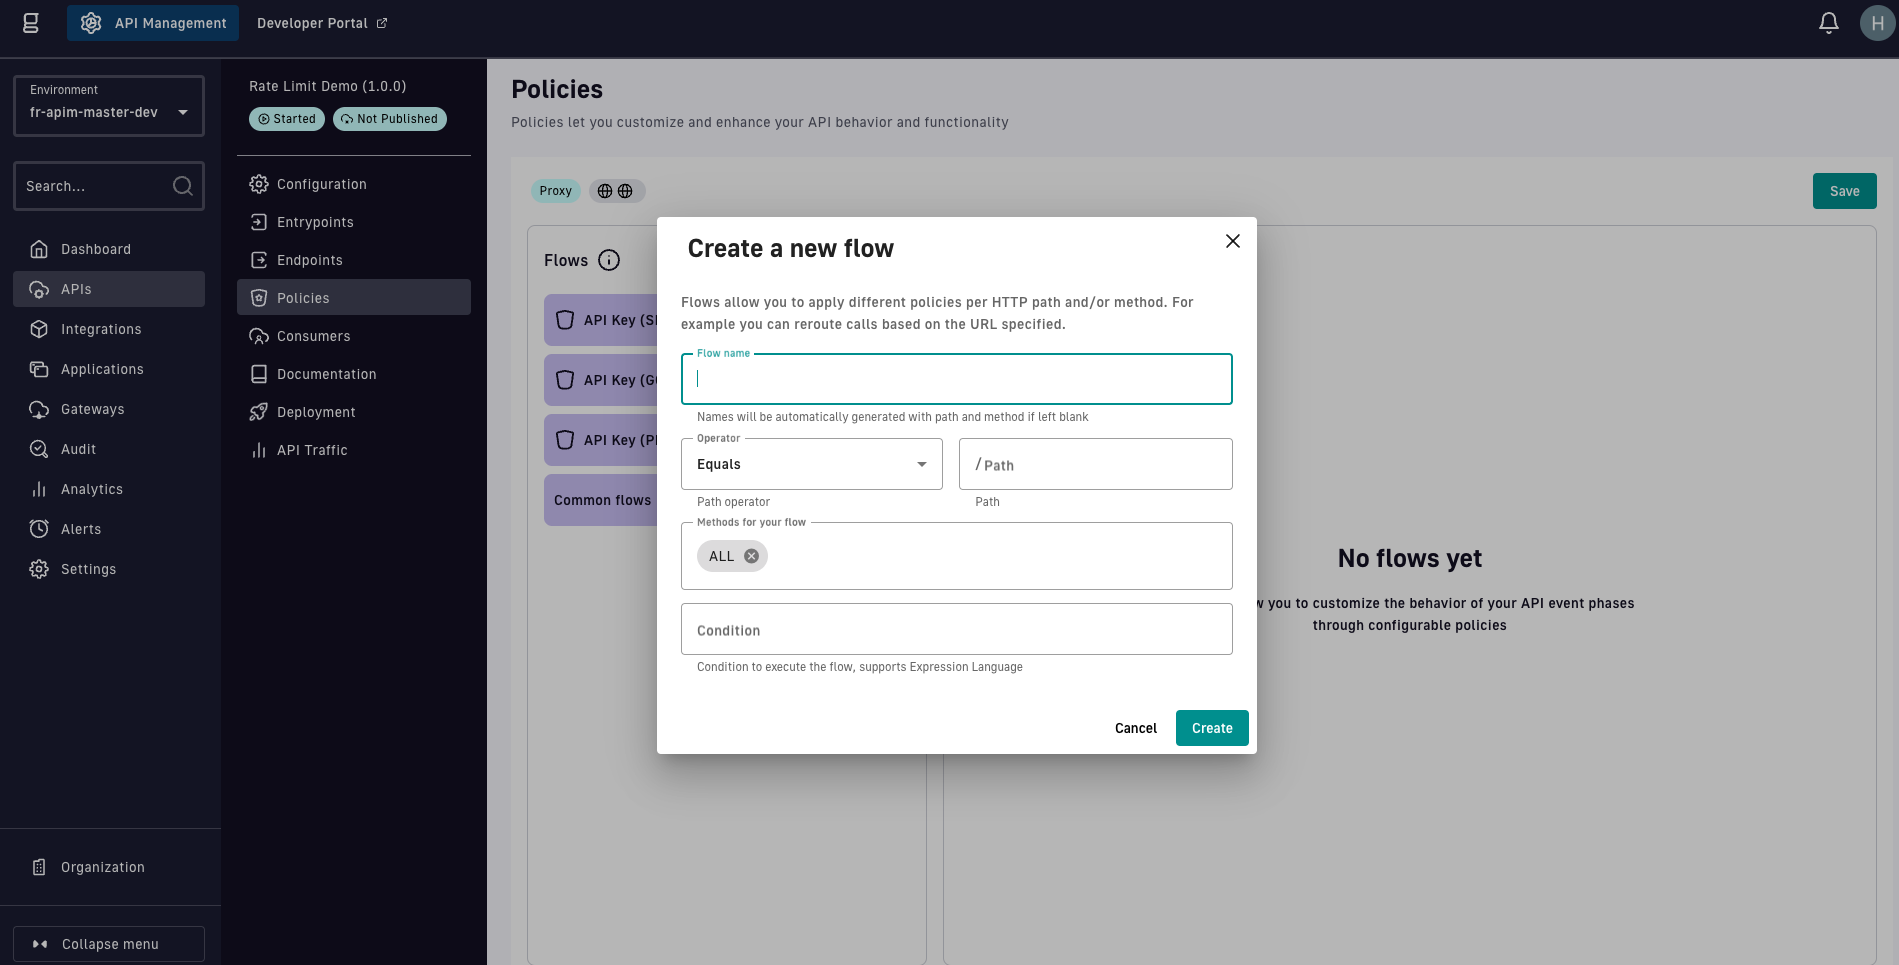 API Management
Developer Portal
H
Environment
fr-apim-master-dev
Search...
Dashboard
APIs
Integrations
Applications
Gateways
Audit
Analytics
Alerts
Settings
Organization
Collapse menu
Rate Limit Demo (1.0.0)
Started
Not Published
Configuration
Entrypoints
Endpoints
Policies
Consumers
Documentation
Deployment
API Traffic
Policies
Policies let you customize and enhance your API behavior and functionality
Proxy
Save
Flows
API Key
API Key
API Key
Common flows
No flows yet
you to customize the behavior of your API event phases
through configurable policies
Create a new flow
Flows allow you to apply different policies per HTTP path and/or method. For
example you can reroute calls based on the URL specified.
Flow name
Names will be automatically generated with path and method if left blank
Operator
Equals
Path operator
/ Path
Path
Methods for your flow
ALL
Condition
Condition to execute the flow, supports Expression Language
Cancel
Create